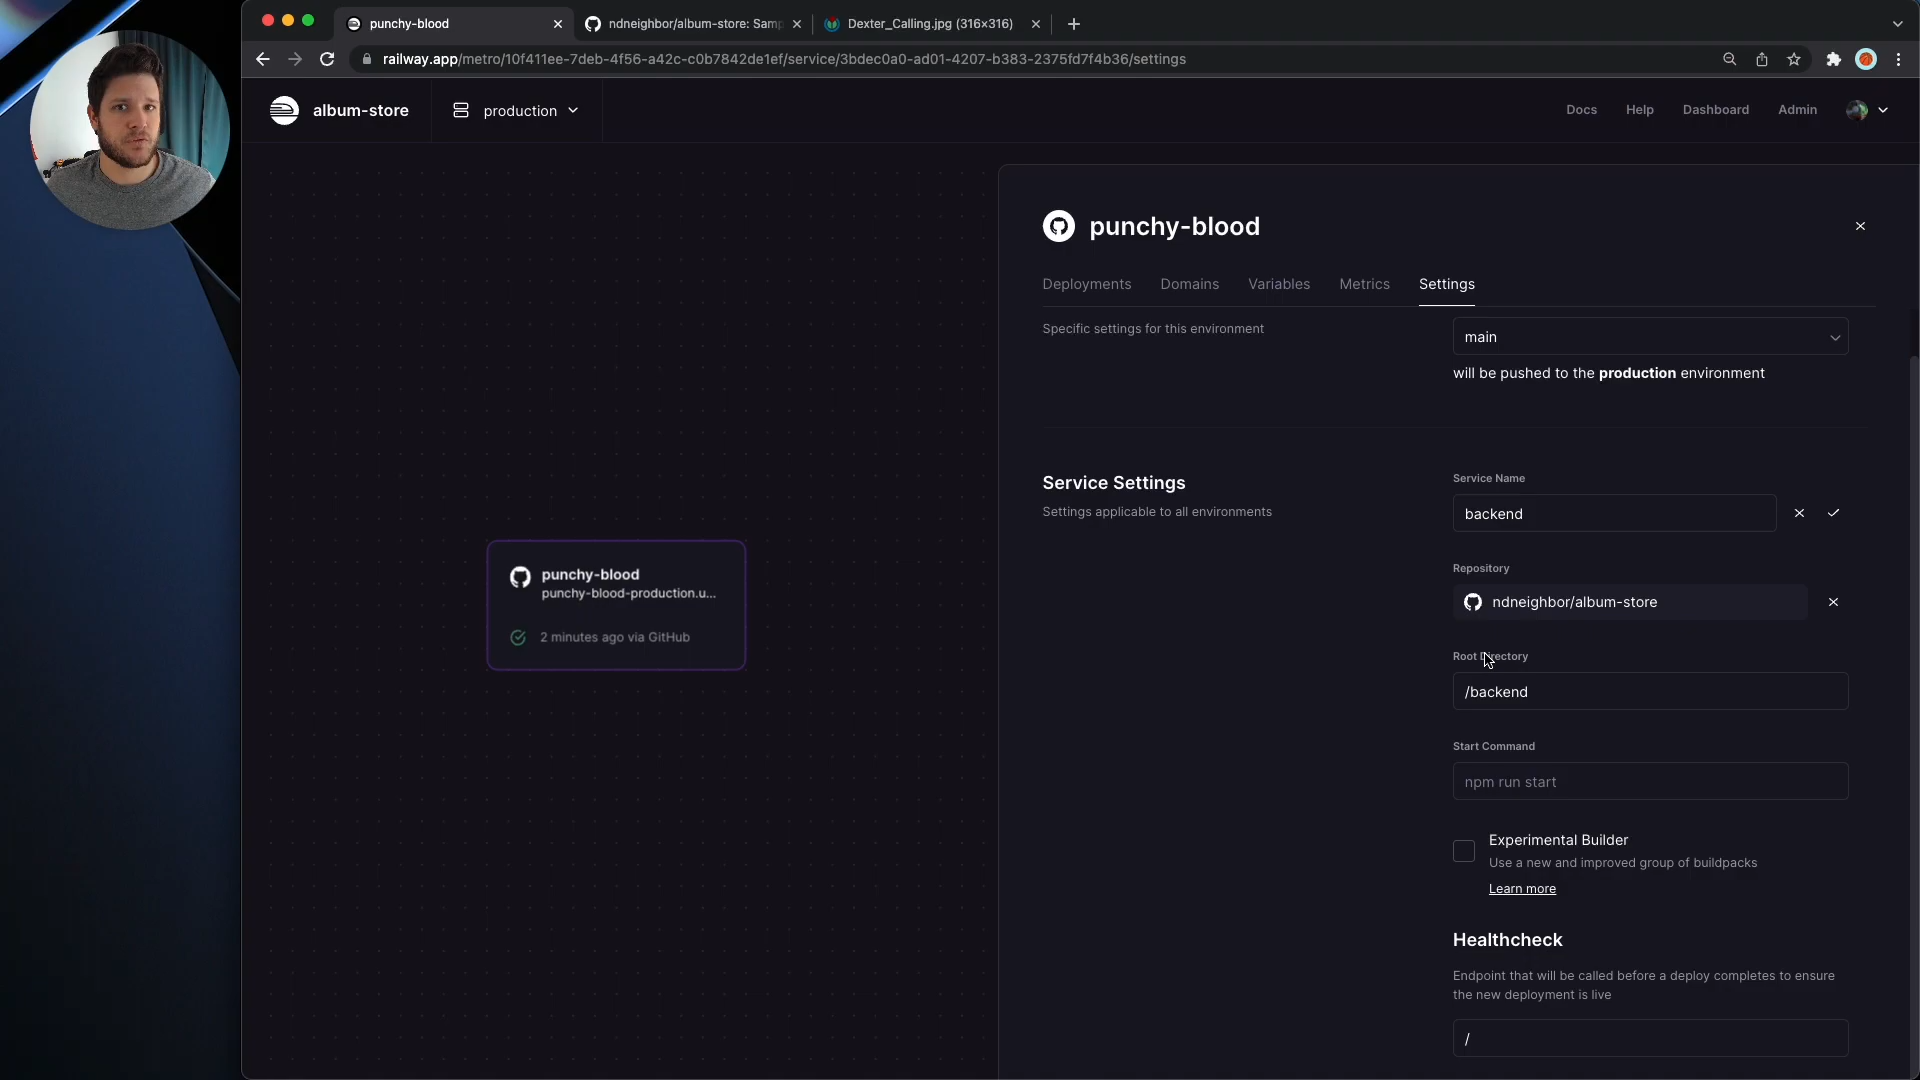 punchy-blood
ndneighbor/album-store: Samp
Dexter_Calling.jpg (316×316)
railway.app/metro/10f411ee-7deb-4f56-a42c-c0b7842de1ef/service/3bdec0a0-ad01-4207-b383-2375fd7f4b36/settings
album-store
production
Docs
Help
Dashboard
Admin
punchy-blood
Deployments
Domains
Variables
Metrics
Settings
Specific settings for this environment
main
will be pushed to the production environment
Service Settings
Settings applicable to all environments
Service Name
backend
Repository
ndneighbor/album-store
Root Directory
/backend
Start Command
npm run start
Experimental Builder
Use a new and improved group of buildpacks
Learn more
Healthcheck
Endpoint that will be called before a deploy completes to ensure
the new deployment is live
/
punchy-blood
punchy-blood-production.u...
2 minutes ago via GitHub